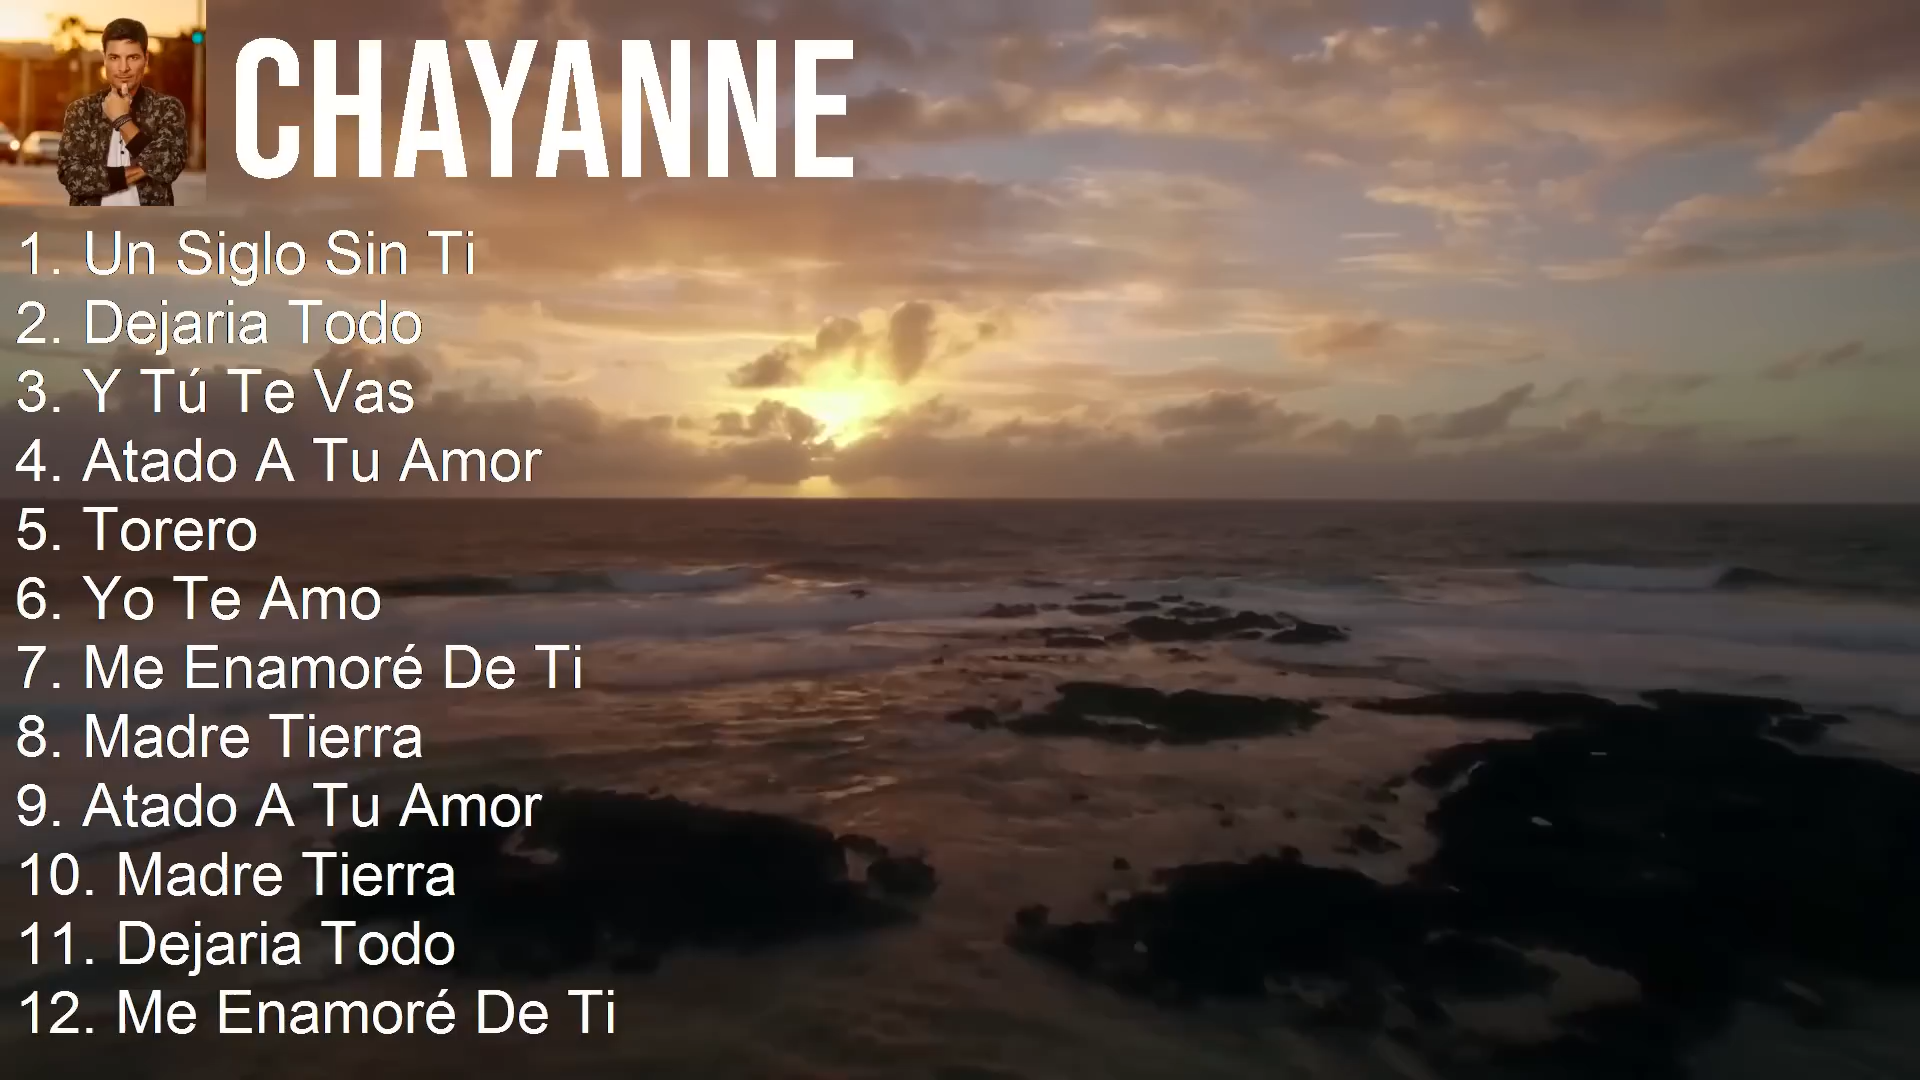 CHAYANNE
1. Un Siglo Sin Ti
2. Dejaria Todo
3. Y Tú Te Vas
4. Atado A Tu Amor
5. Torero
6. Yo Te Amo
7. Me Enamoré De Ti
8. Madre Tierra
9. Atado A Tu Amor
10. Madre Tierra
11. Dejaria Todo
12. Me Enamoré De Ti